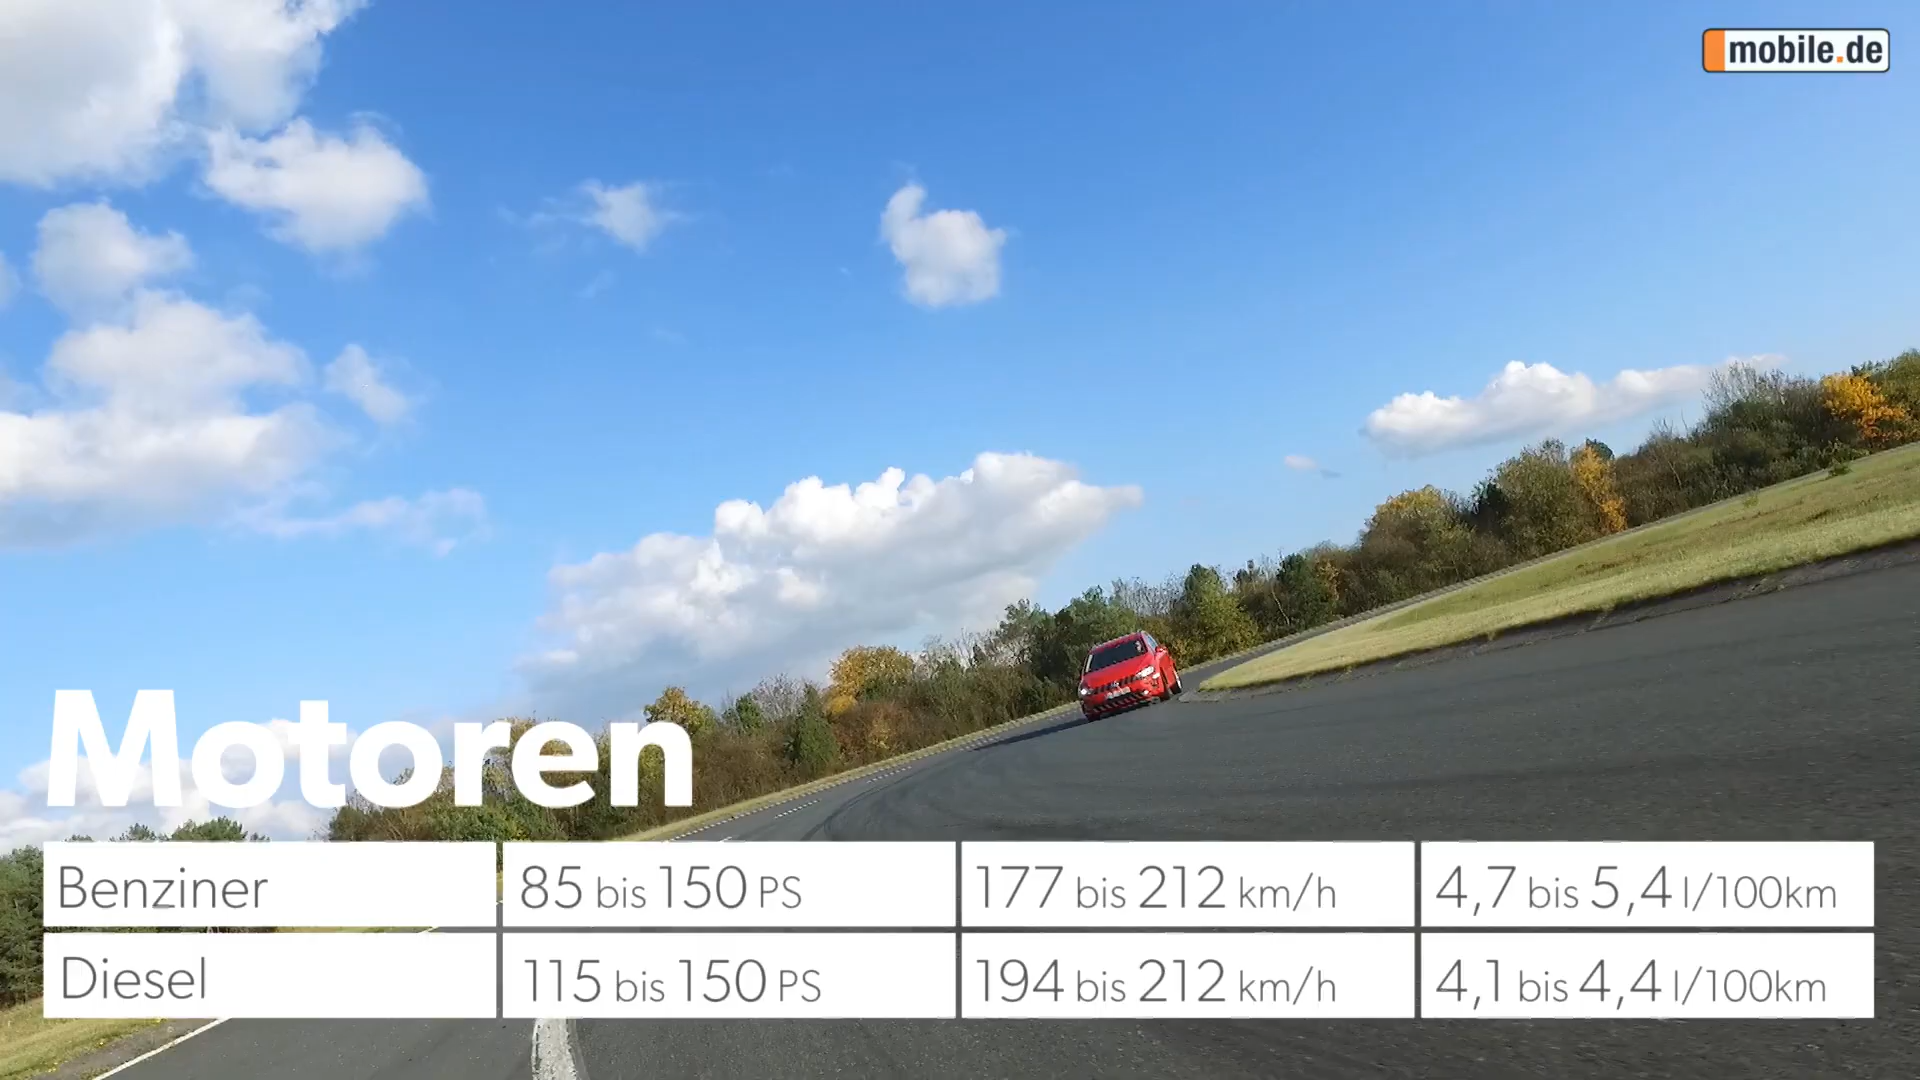 mobile.de
Motoren
Benziner 85 bis 150 PS 177 bis 212 km/h 4,7 bis 5,4 l/100km
Diesel 115 bis 150 PS 194 bis 212 km/h 4,1 bis 4,4 l/100km